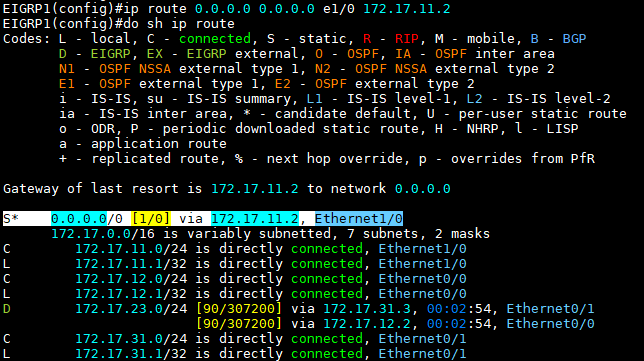 EIGRP1(config)#ip route 0.0.0.0 0.0.0.0 e1/0 172.17.11.2
EIGRP1(config)#do sh ip route
Codes: L - local, C - connected, S - static, R - RIP, M - mobile, B - BGP
D - EIGRP, EX - EIGRP external, O - OSPF, IA - OSPF inter area
N1 - OSPF NSSA external type 1, N2 - OSPF NSSA external type 2
E1 - OSPF external type 1, E2 - OSPF external type 2
i - IS-IS, su - IS-IS summary, L1 - IS-IS level-1, L2 - IS-IS level-2
ia - IS-IS inter area, * - candidate default, U - per-user static route
o - ODR, P - periodic downloaded static route, H - NHRP, l - LISP
a - application route
+ - replicated route, % - next hop override, p - overrides from PfR
Gateway of last resort is 172.17.11.2 to network 0.0.0.0
S* 0.0.0.0/0 [1/0] via 172.17.11.2, Ethernet1/0
172.17.0.0/16 is variably subnetted, 7 subnets, 2 masks
C 172.17.11.0/24 is directly connected, Ethernet1/0
L 172.17.11.1/32 is directly connected, Ethernet1/0
C 172.17.12.0/24 is directly connected, Ethernet0/0
L 172.17.12.1/32 is directly connected, Ethernet0/0
D 172.17.23.0/24 [90/307200] via 172.17.31.3, 00:02:54, Ethernet0/1
[90/307200] via 172.17.12.2, 00:02:54, Ethernet0/0
C 172.17.31.0/24 is directly connected, Ethernet0/1
L 172.17.31.1/32 is directly connected, Ethernet0/1